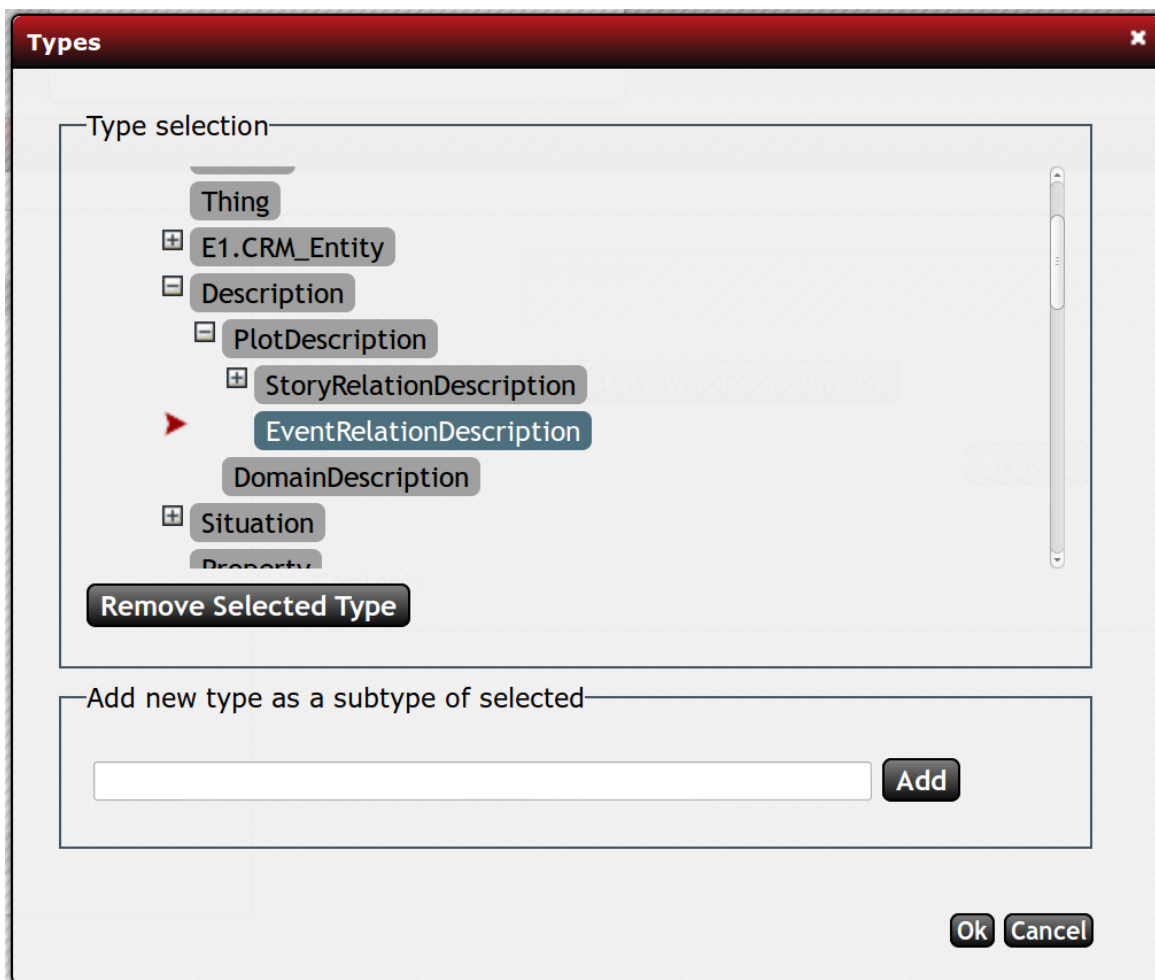 Types
Type selection
Thing
E1.CRM_Entity
Description
PlotDescription
StoryRelationDescription
EventRelationDescription
DomainDescription
Situation
Property
Remove Selected Type
Add new type as a subtype of selected
Add
Ok Cancel